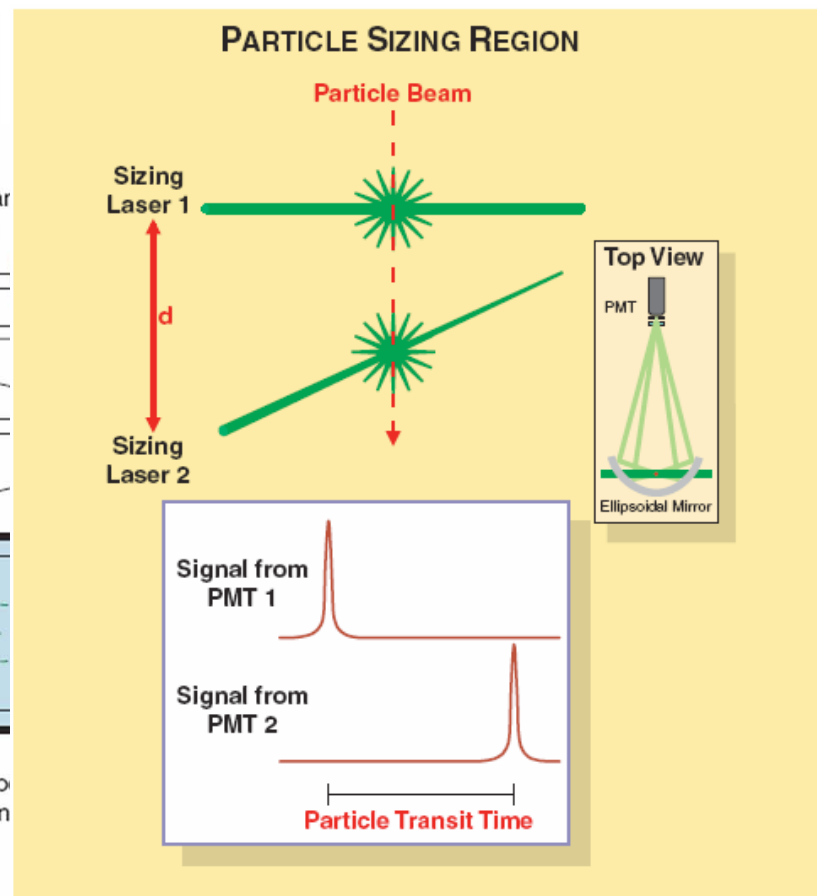 PARTICLE SIZING REGION
Particle Beam
Sizing
Laser 1
d
Sizing
Laser 2
Top View
PMT
Ellipsoidal Mirror
Signal from
PMT 1
Signal from
PMT 2
Particle Transit Time